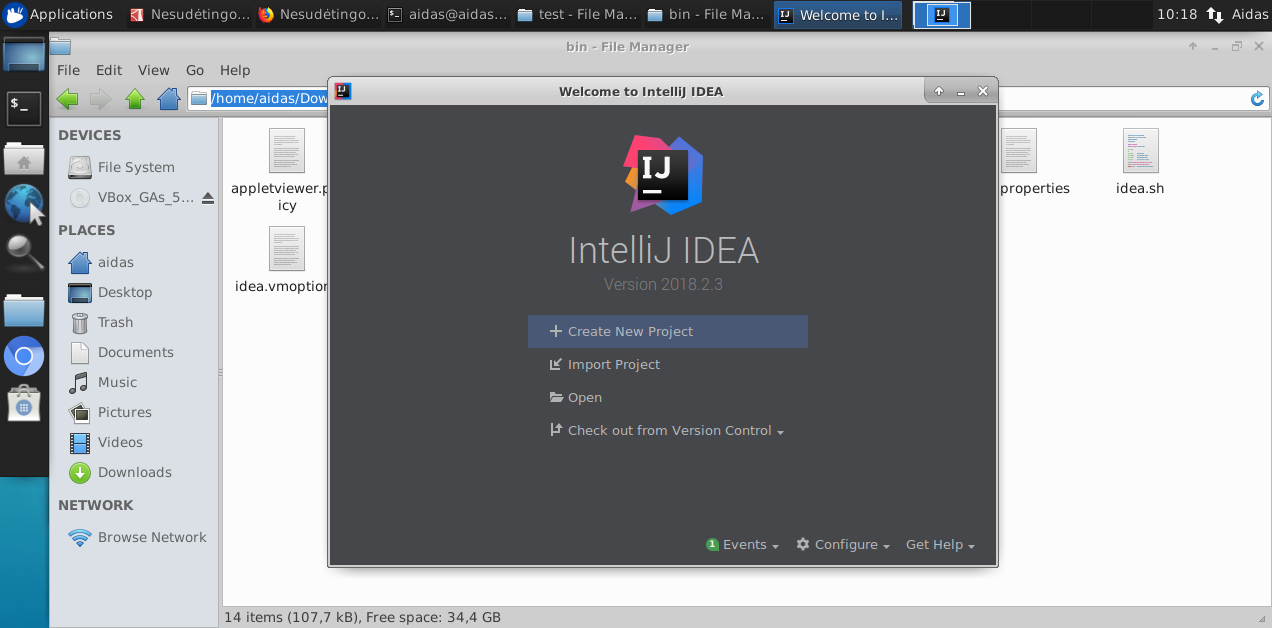 Applications
Nesudėtingo...
Nesudėtingo...
aidas@aidas...
test - File Ma...
bin - File Ma...
Welcome to I...
10:18
Aidas
bin - File Manager
File Edit View Go Help
/home/aidas/Dow
DEVICES
File System
VBox_GAs_5...
PLACES
aidas
Desktop
Trash
Documents
Music
Pictures
Videos
Downloads
NETWORK
Browse Network
appletviewer.p
icy
properties
idea.sh
idea.vmoption
Welcome to IntelliJ IDEA
IJ
IntelliJ IDEA
Version 2018.2.3
Create New Project
Import Project
Open
Check out from Version Control
1 Events
Configure
Get Help
14 items (107,7 kB), Free space: 34,4 GB